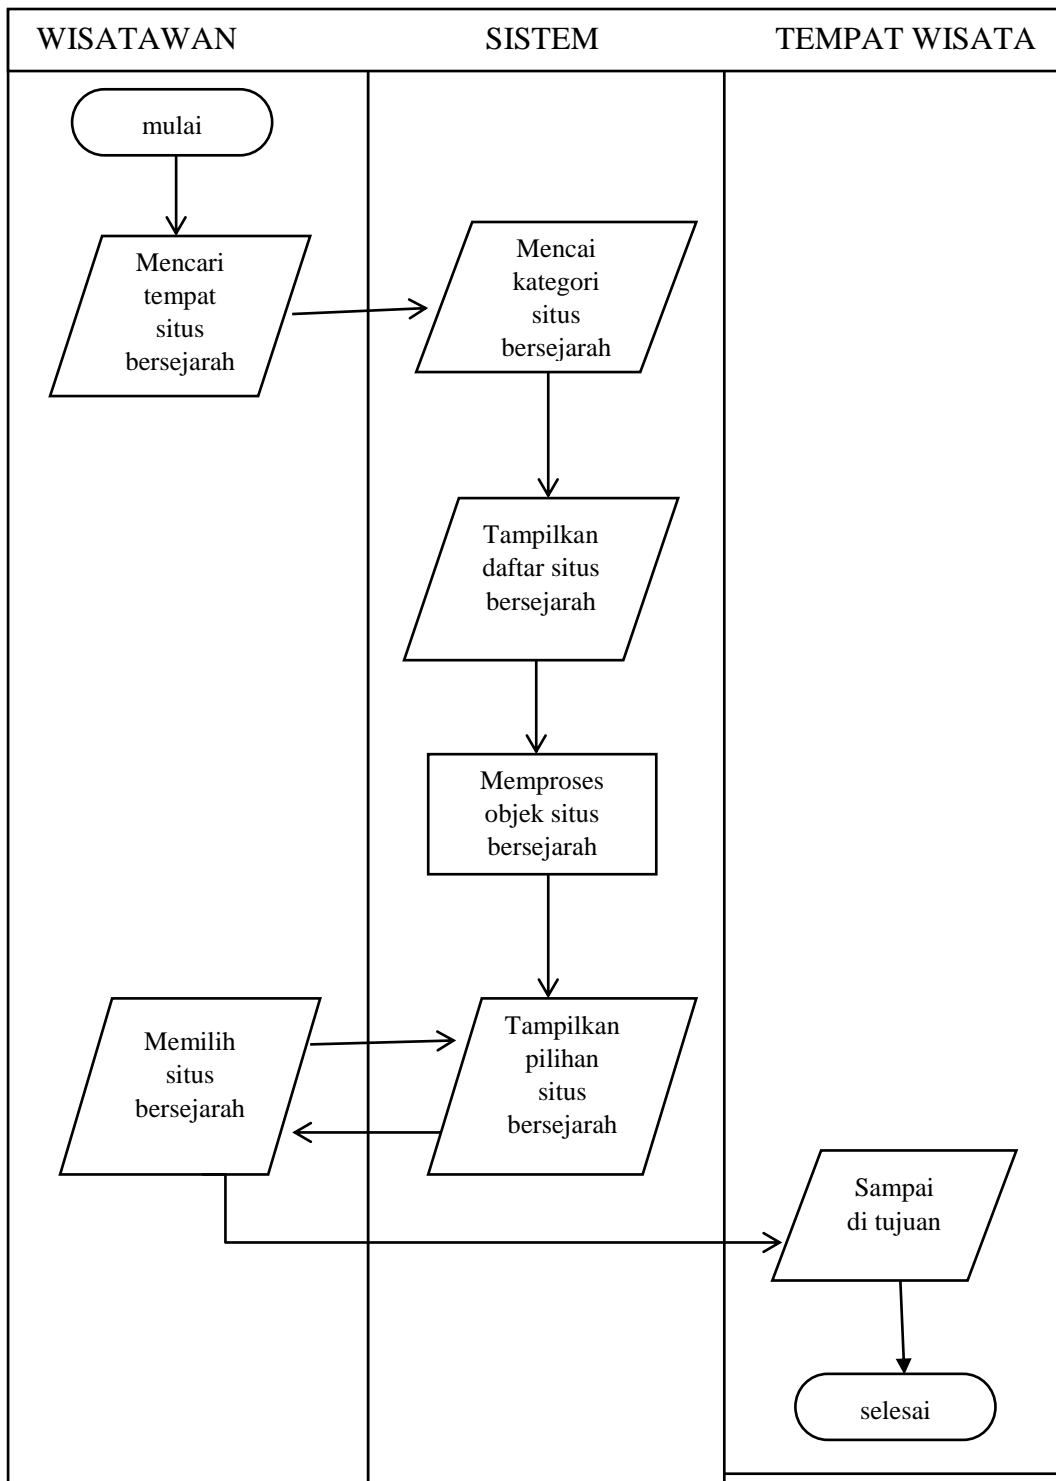 WISATAWAN
SISTEM
TEMPAT WISATA
mulai
Mencari
tempat
situs
bersejarah
Mencai
kategori
situs
bersejarah
Tampilkan
daftar situs
bersejarah
Memproses
objek situs
bersejarah
Tampilkan
pilihan
situs
bersejarah
Memilih
situs
bersejarah
Sampai
di tujuan
selesai